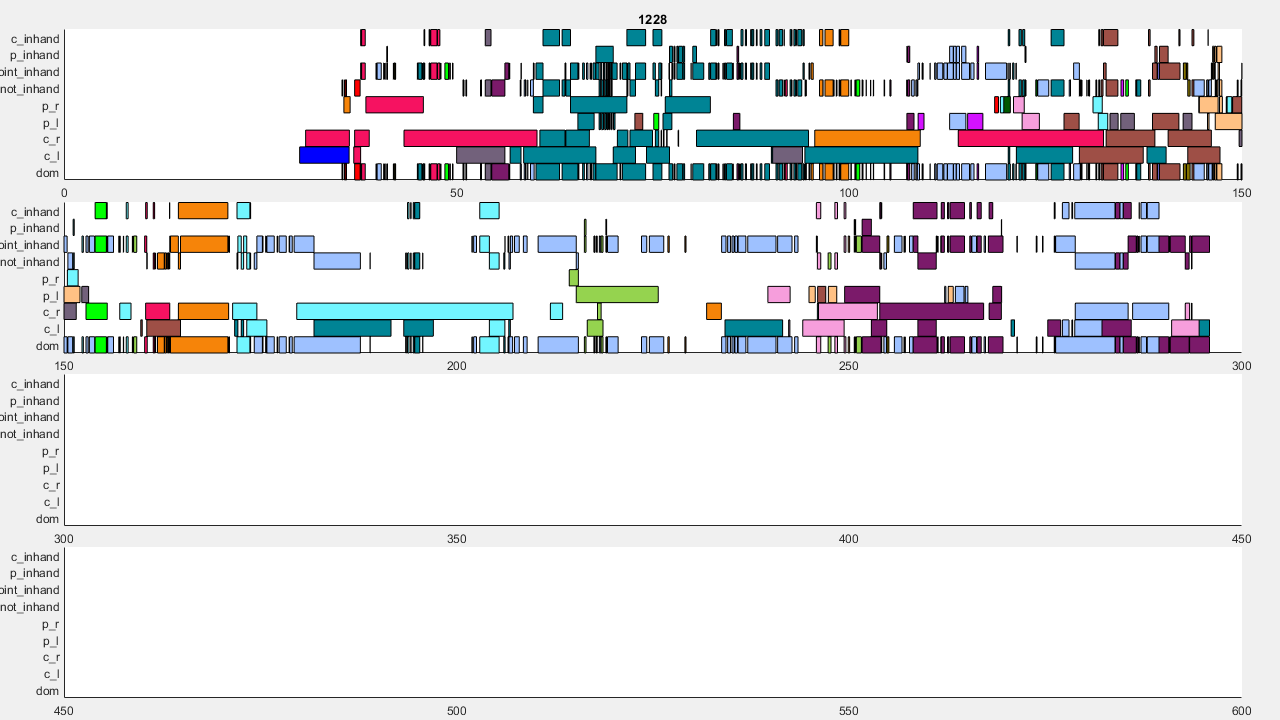 1228
c_inhand
p_inhand
oint_inhand
not_inhand
p_r
p_l
c_r
c_l
dom
0 50 100 150
c_inhand
p_inhand
oint_inhand
not_inhand
p_r
p_l
c_r
c_l
dom
150 200 250 300
c_inhand
p_inhand
oint_inhand
not_inhand
p_r
p_l
c_r
c_l
dom
300 350 400 450
c_inhand
p_inhand
oint_inhand
not_inhand
p_r
p_l
c_r
c_l
dom
450 500 550 600